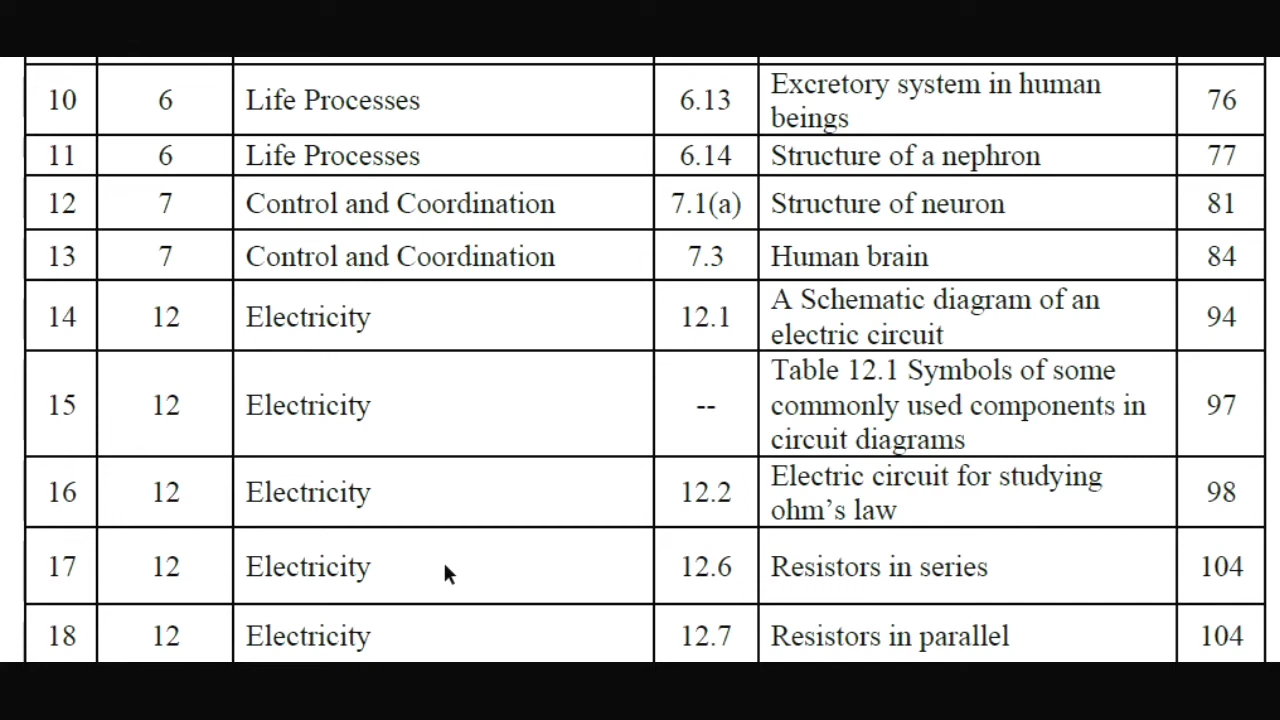 10 6 Life Processes 6.13 Excretory system in human beings 76
11 6 Life Processes 6.14 Structure of a nephron 77
12 7 Control and Coordination 7.1(a) Structure of neuron 81
13 7 Control and Coordination 7.3 Human brain 84
14 12 Electricity 12.1 A Schematic diagram of an electric circuit 94
15 12 Electricity -- Table 12.1 Symbols of some commonly used components in circuit diagrams 97
16 12 Electricity 12.2 Electric circuit for studying ohm’s law 98
17 12 Electricity 12.6 Resistors in series 104
18 12 Electricity 12.7 Resistors in parallel 104